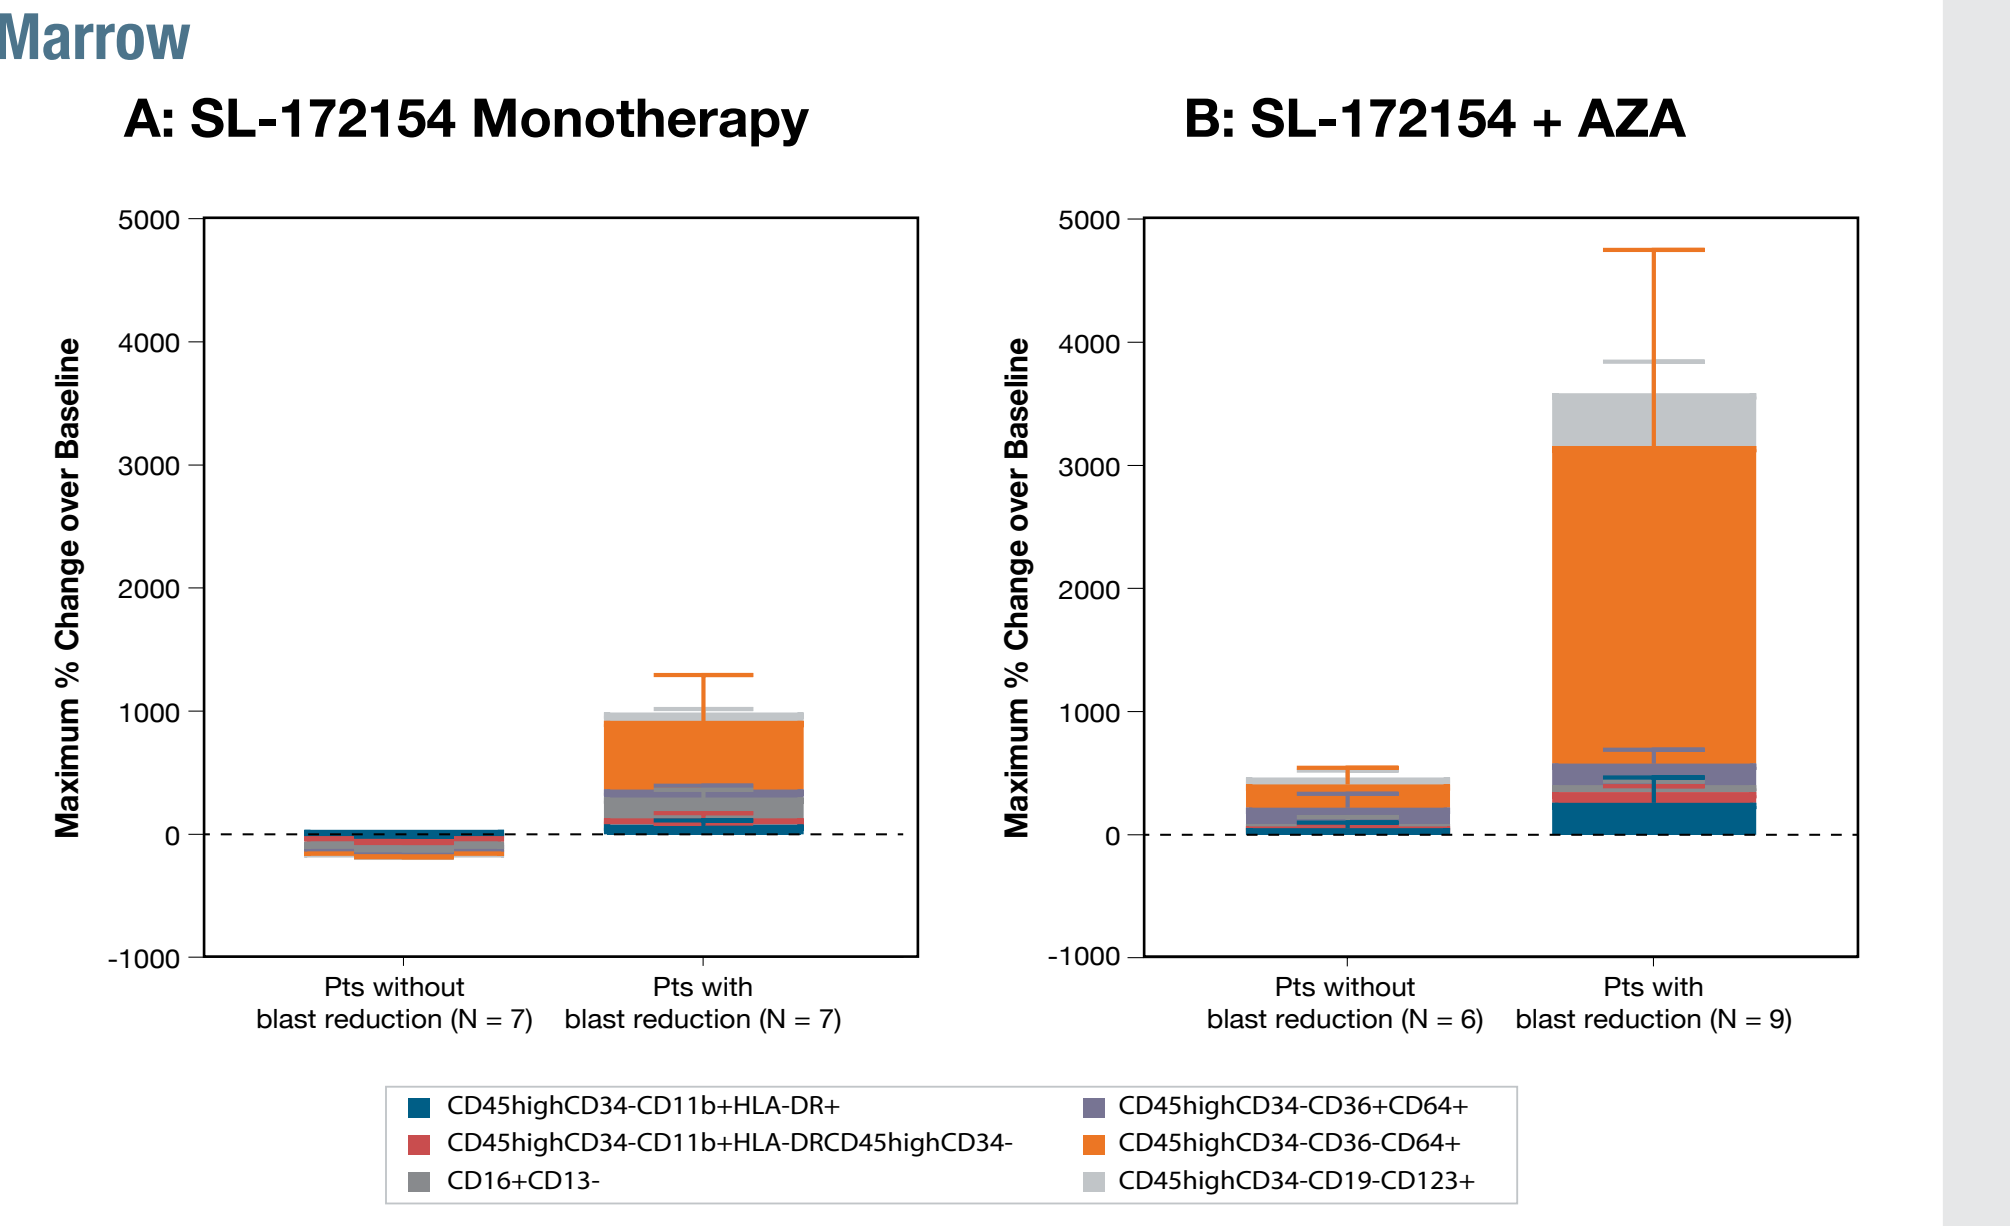 Marrow
A: SL-172154 Monotherapy
B: SL-172154 + AZA
Maximum % Change over Baseline
5000
4000
3000
2000
1000
0
-1000
Pts without
blast reduction (N = 7)
Pts with
blast reduction (N = 7)
Maximum % Change over Baseline
5000
4000
3000
2000
1000
0
-1000
Pts without
blast reduction (N = 6)
Pts with
blast reduction (N = 9)
CD45highCD34-CD11b+HLA-DR+
CD45highCD34-CD11b+HLA-DRCD45highCD34-
CD16+CD13-
CD45highCD34-CD36+CD64+
CD45highCD34-CD36-CD64+
CD45highCD34-CD19-CD123+